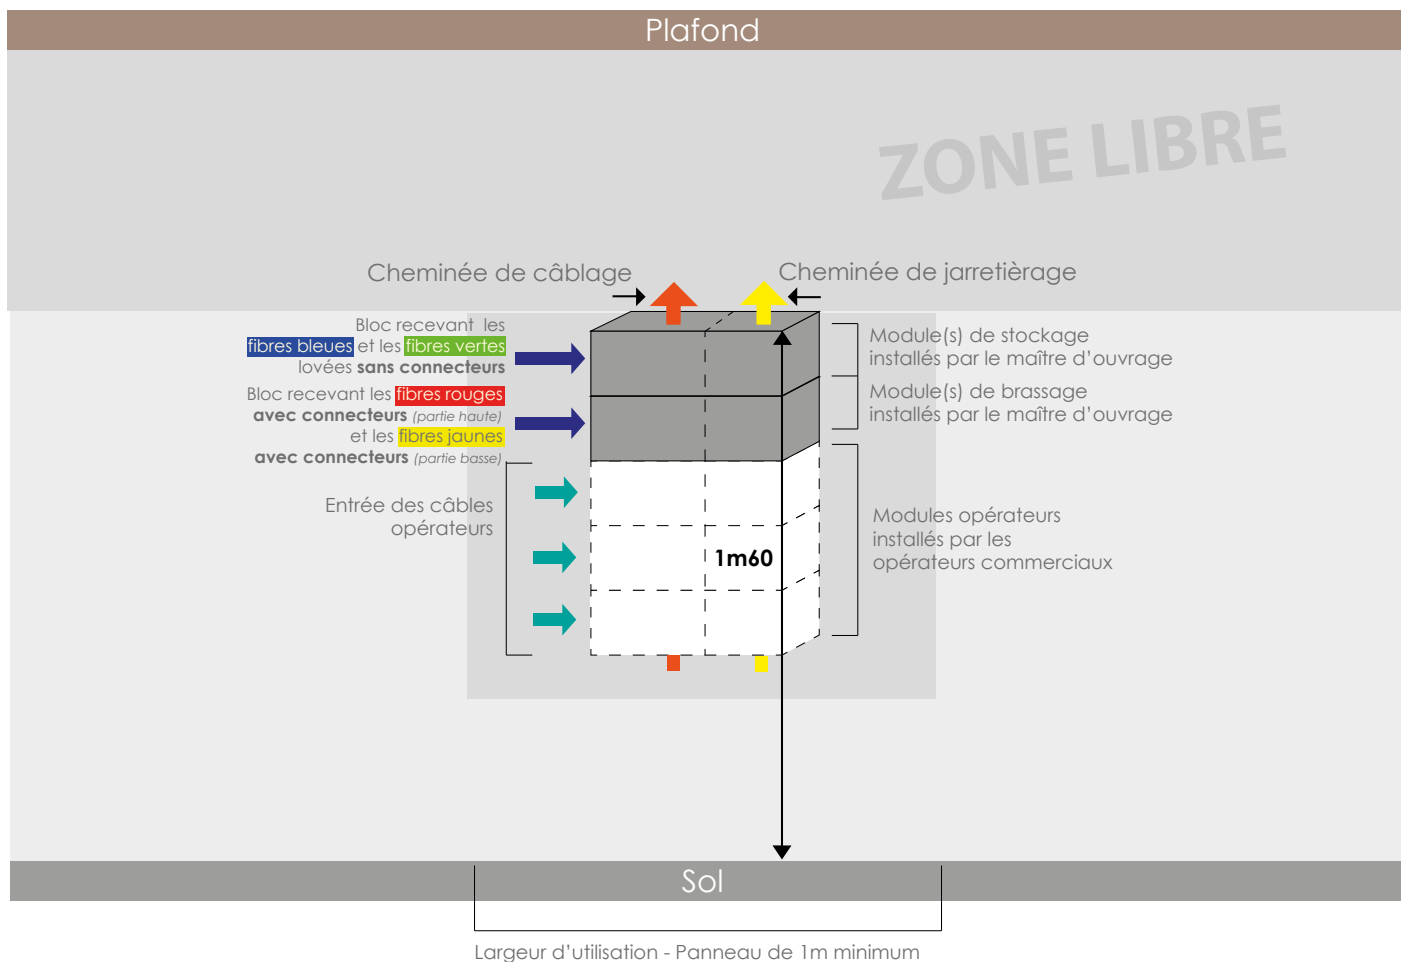 Plafond
ZONE LIBRE
Cheminée de câblage
Cheminée de jarretièrage
Bloc recevant les
fibres bleues et les fibres vertes
lovées sans connecteurs
Bloc recevant les fibres rouges
avec connecteurs (partie haute)
et les fibres jaunes
avec connecteurs (partie basse)
Entrée des câbles
opérateurs
Module(s) de stockage
installés par le maître d'ouvrage
Module(s) de brassage
installés par le maître d'ouvrage
Modules opérateurs
installés par les
opérateurs commerciaux
1m60
Sol
Largeur d'utilisation - Panneau de 1m minimum